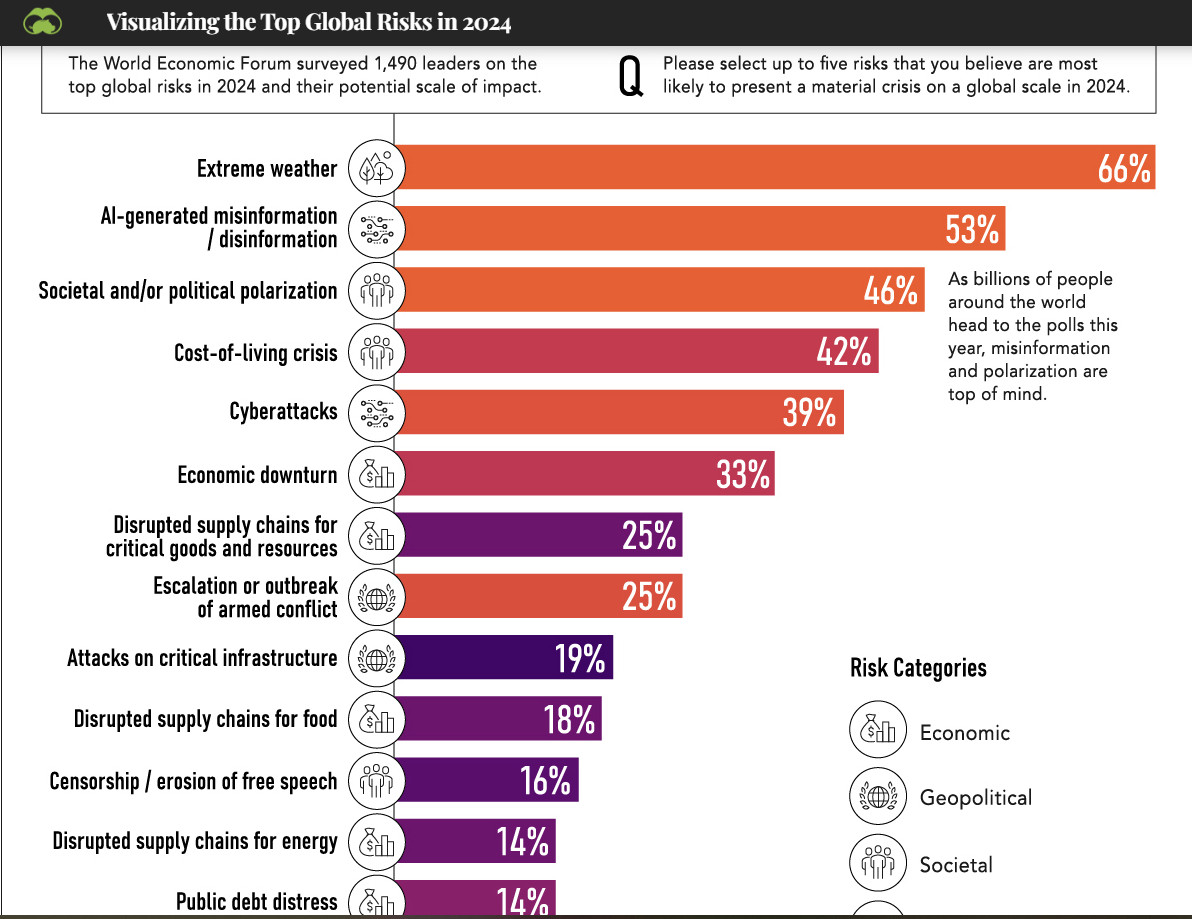 Visualizing the Top Global Risks in 2024
The World Economic Forum surveyed 1,490 leaders on the
top global risks in 2024 and their potential scale of impact.
Q
Please select up to five risks that you believe are most
likely to present a material crisis on a global scale in 2024.
Extreme weather
66%
AI-generated misinformation
/ disinformation
53%
Societal and/or political polarization
46%
As billions of people
around the world
head to the polls this
year, misinformation
and polarization are
top of mind.
Cost-of-living crisis
42%
Cyberattacks
39%
Economic downturn
33%
Disrupted supply chains for
critical goods and resources
25%
Escalation or outbreak
of armed conflict
25%
Attacks on critical infrastructure
19%
Disrupted supply chains for food
18%
Censorship / erosion of free speech
16%
Disrupted supply chains for energy
14%
Public debt distress
14%
Risk Categories
Economic
Geopolitical
Societal